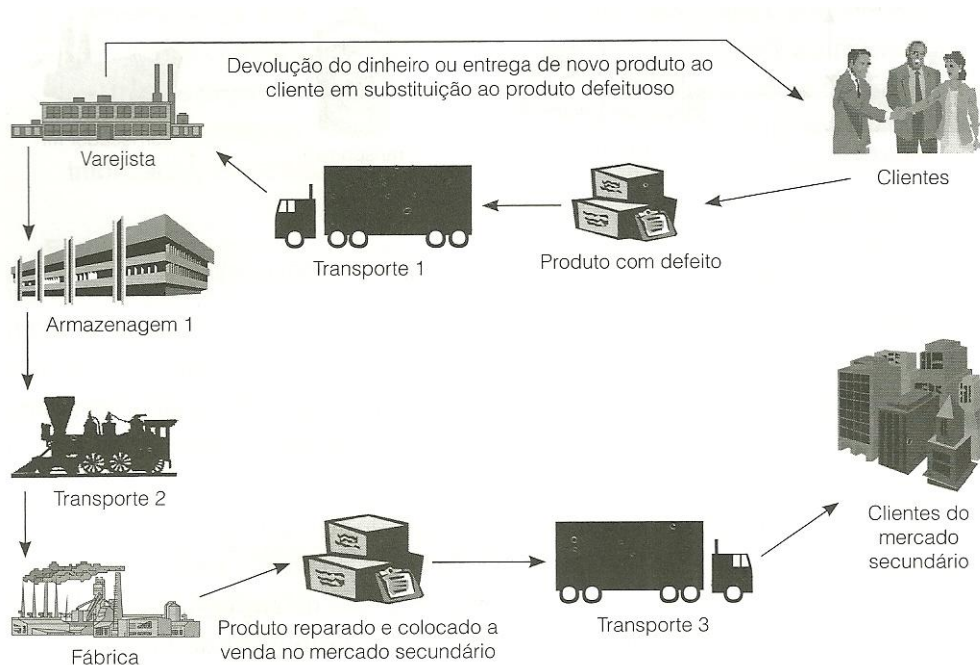 Devolução do dinheiro ou entrega de novo produto ao
cliente em substituição ao produto defeituoso
Varejista
Clientes
Transporte 1
Produto com defeito
Armazenagem 1
Transporte 2
Clientes do
mercado
secundário
Fábrica
Produto reparado e colocado a
venda no mercado secundário
Transporte 3